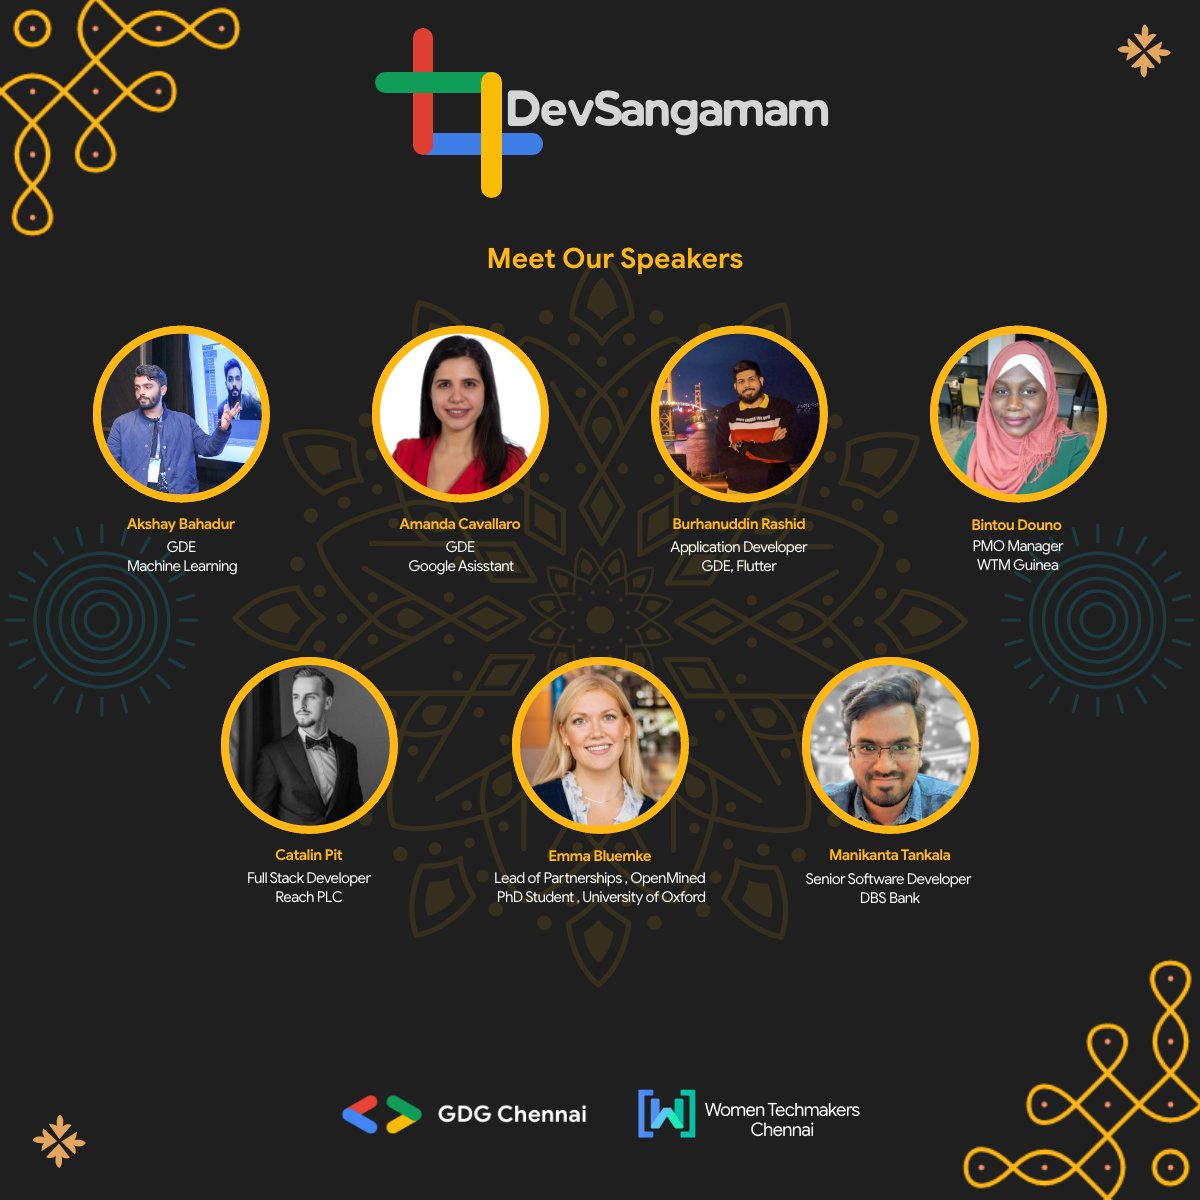 DevSangamam
Meet Our Speakers
Akshay Bahadur
GDE
Machine Learning
Amanda Cavallaro
GDE
Google Asisstant
Burhanuddin Rashid
Application Developer
GDE, Flutter
Bintou Douno
PMO Manager
WTM Guinea
Catalin Pit
Full Stack Developer
Reach PLC
Emma Bluemke
Lead of Partnerships , OpenMined
PhD Student , University of Oxford
Manikanta Tankala
Senior Software Developer
DBS Bank
GDG Chennai
Women Techmakers
Chennai